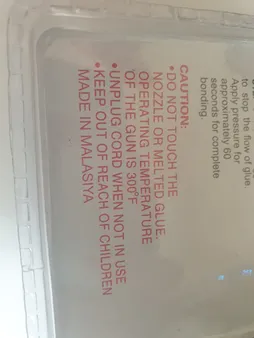 to stop the flow of glue.
Apply pressure for
approximately 60
seconds for complete
bonding.
CAUTION:
• DO NOT TOUCH THE
NOZZLE OR MELTED GLUE.
OPERATING TEMPERATURE
OF THE GUN IS 300°F
• UNPLUG CORD WHEN NOT IN USE
• KEEP OUT OF REACH OF CHILDREN
MADE IN MALASIYA